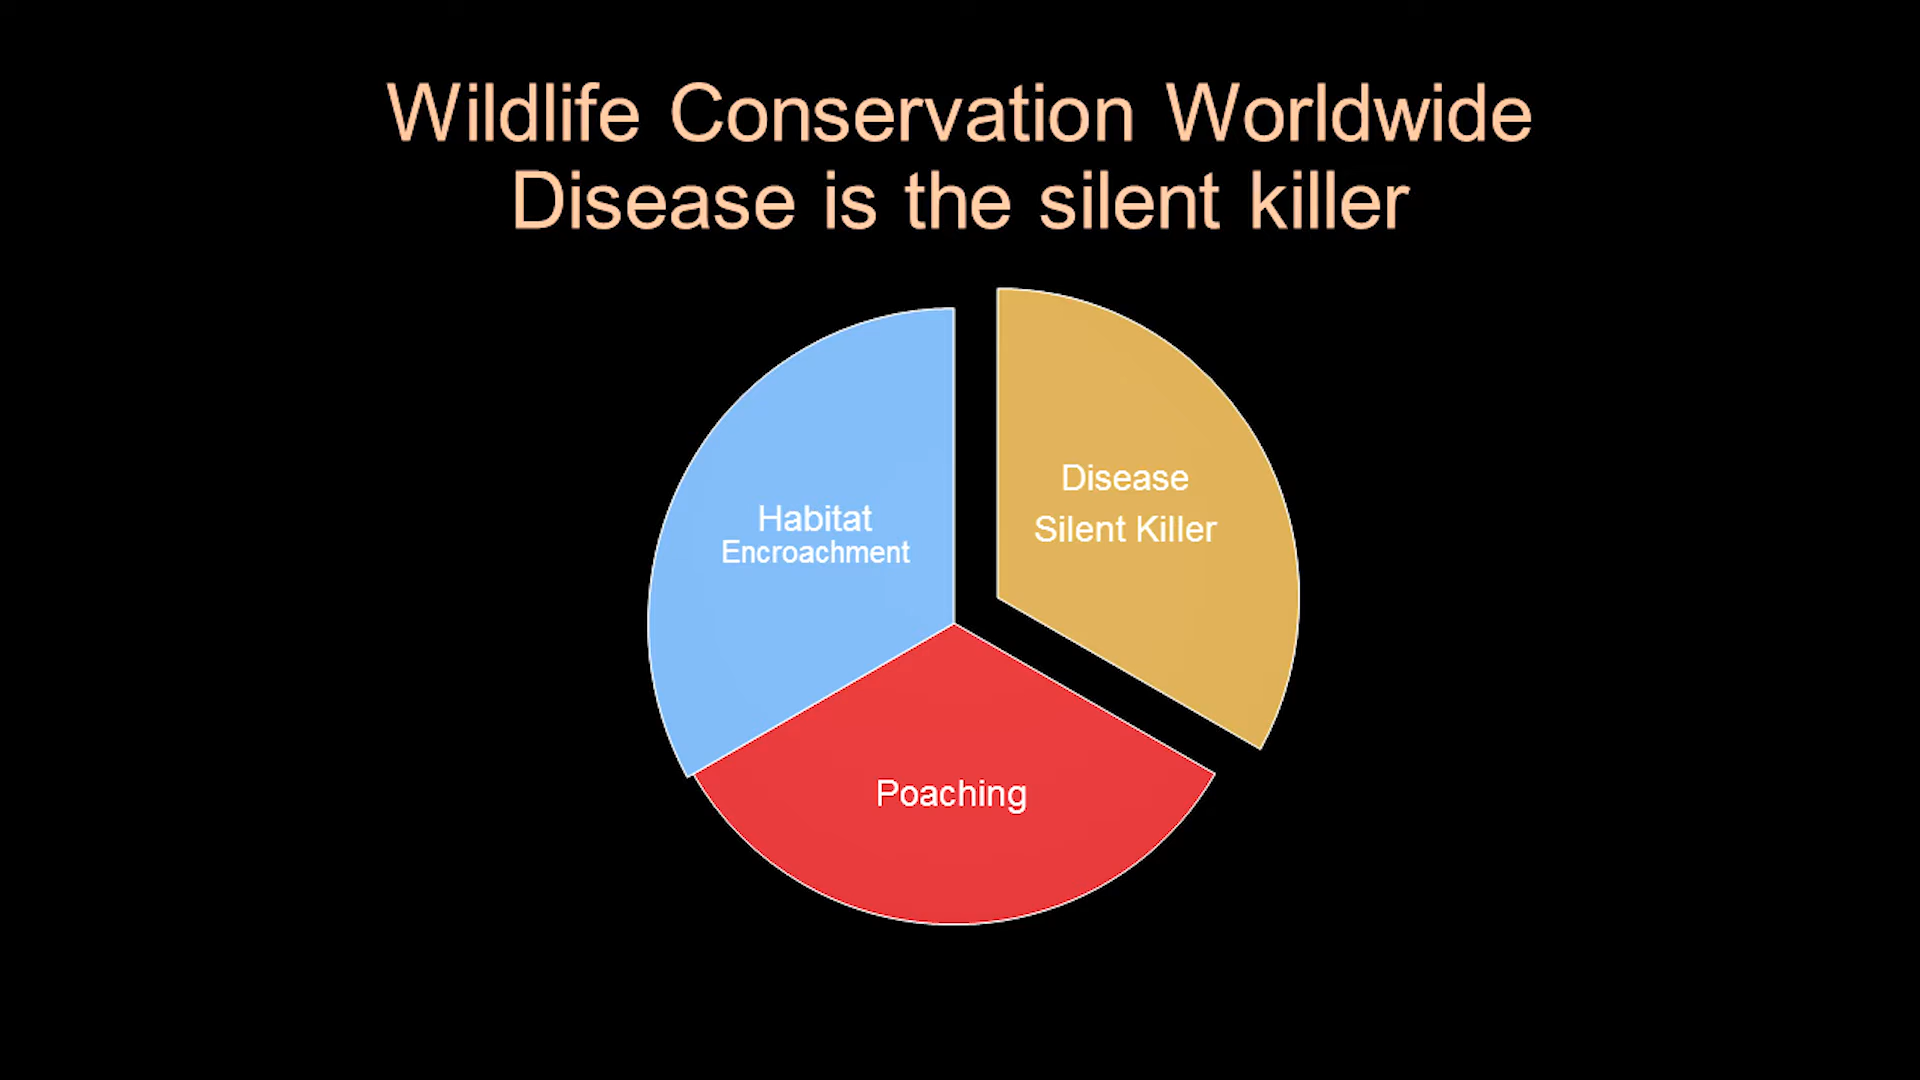 Wildlife Conservation Worldwide
Disease is the silent killer
Disease
Silent Killer
Habitat
Encroachment
Poaching